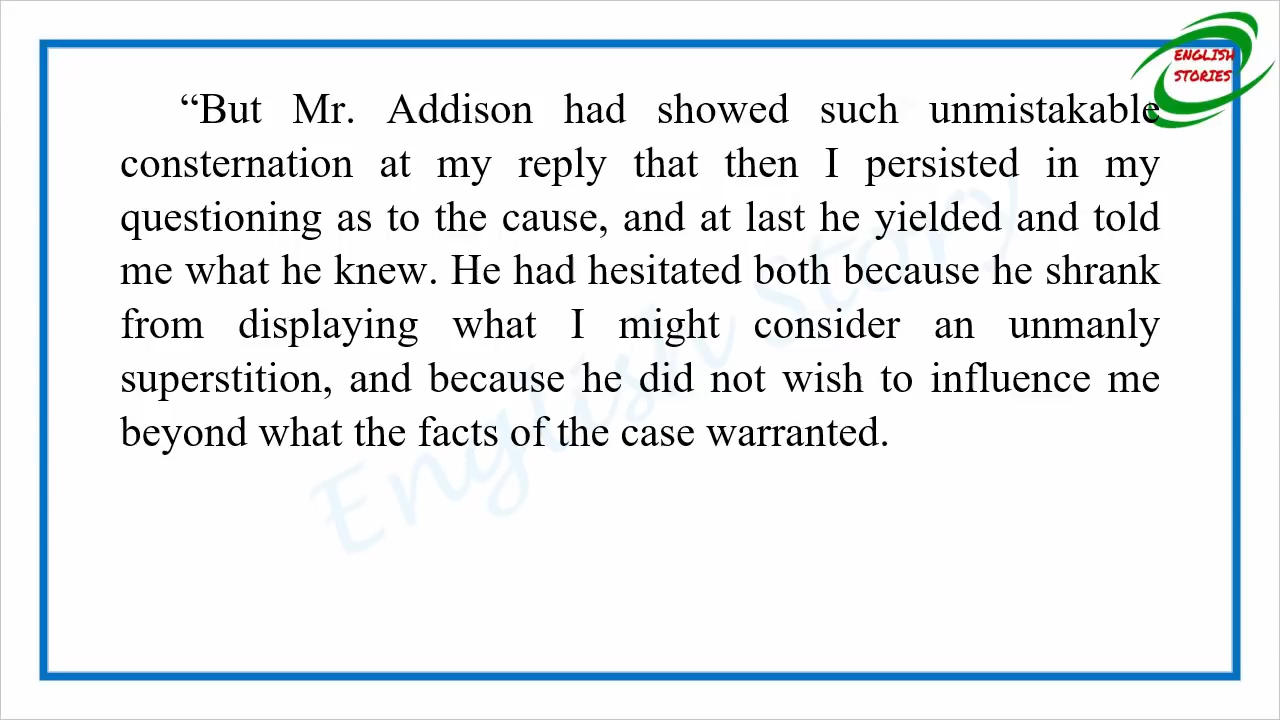 ENGLISH
STORIES
“But Mr. Addison had showed such unmistakable
consternation at my reply that then I persisted in my
questioning as to the cause, and at last he yielded and told
me what he knew. He had hesitated both because he shrank
from displaying what I might consider an unmanly
superstition, and because he did not wish to influence me
beyond what the facts of the case warranted.
English Story